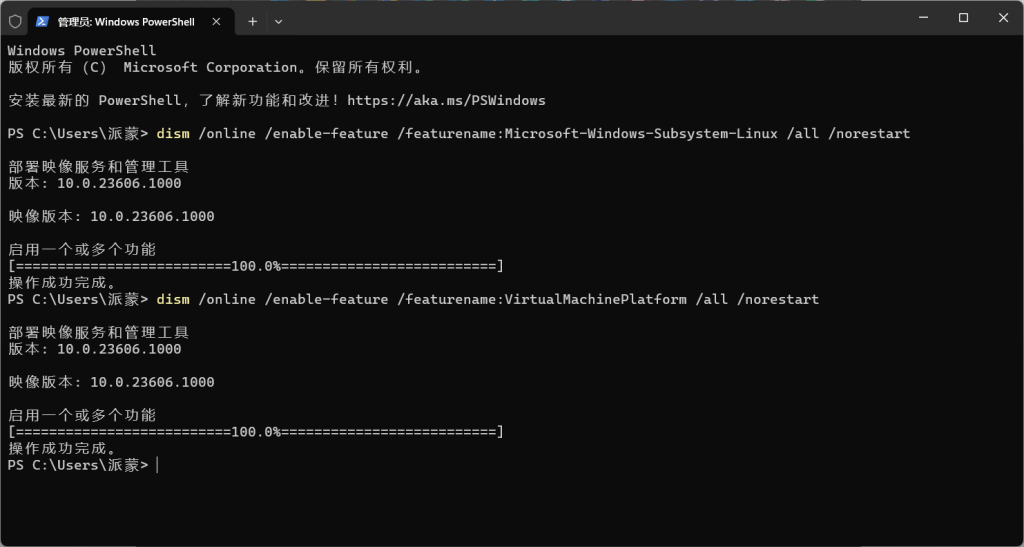 管理员: Windows PowerShell
Windows PowerShell
版权所有 (C) Microsoft Corporation。保留所有权利。
安装最新的 PowerShell，了解新功能和改进！https://aka.ms/PSWindows
PS C:\Users\派蒙> dism /online /enable-feature /featurename:Microsoft-Windows-Subsystem-Linux /all /norestart
部署映像服务和管理工具
版本: 10.0.23606.1000
映像版本: 10.0.23606.1000
启用一个或多个功能
[==========================100.0%==========================]
操作成功完成。
PS C:\Users\派蒙> dism /online /enable-feature /featurename:VirtualMachinePlatform /all /norestart
部署映像服务和管理工具
版本: 10.0.23606.1000
映像版本: 10.0.23606.1000
启用一个或多个功能
[==========================100.0%==========================]
操作成功完成。
PS C:\Users\派蒙>